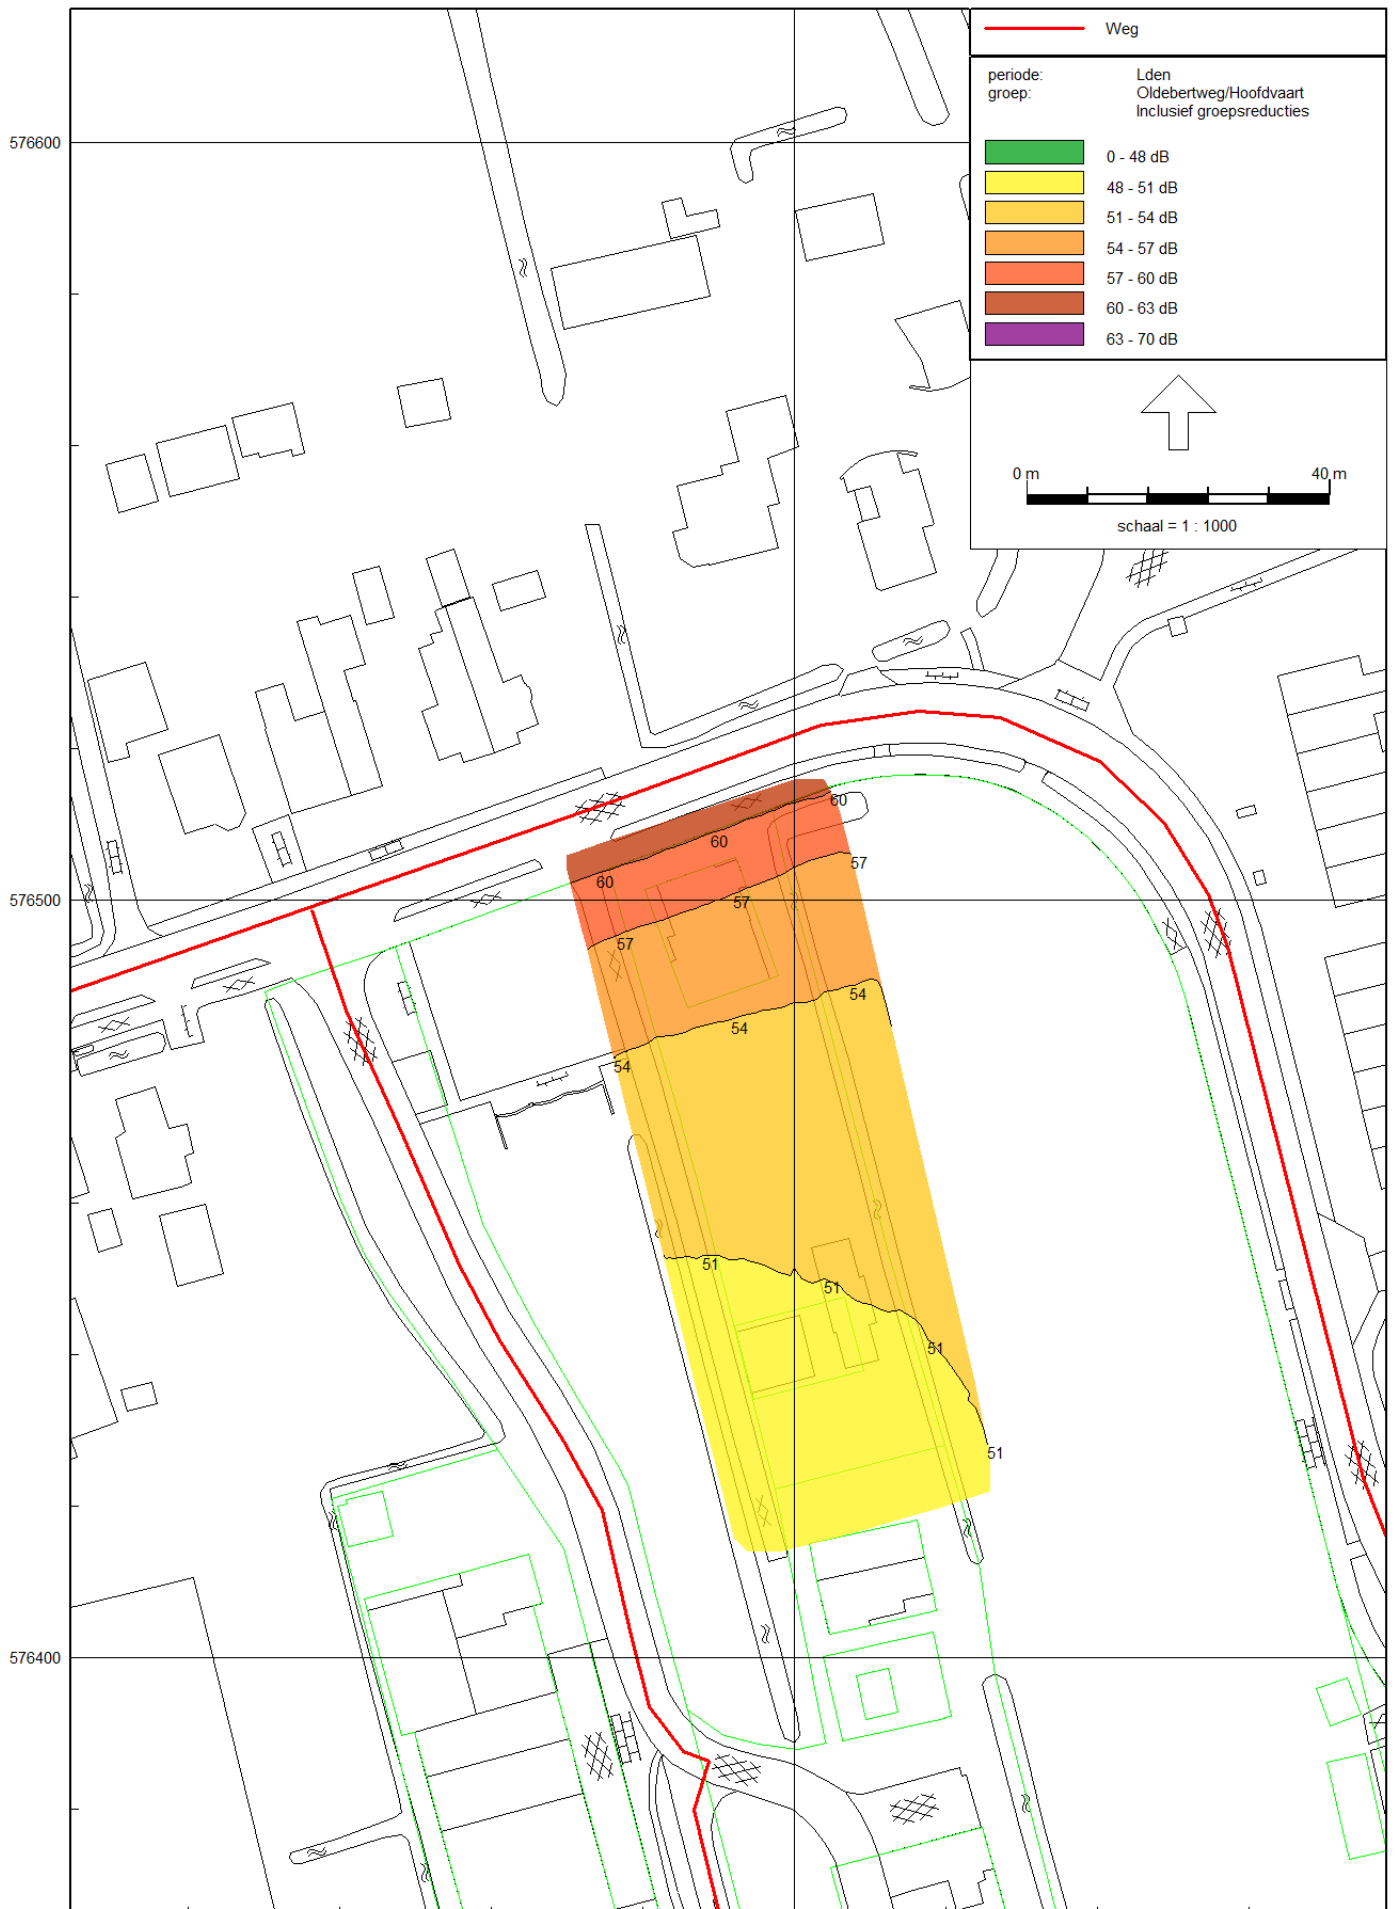 Weg
periode: Lden
groep: Oldebertweg/Hoofdvaart
Inclusief groepsreducties
0 - 48 dB
48 - 51 dB
51 - 54 dB
54 - 57 dB
57 - 60 dB
60 - 63 dB
63 - 70 dB
0 m 40 m
schaal = 1 : 1000
576600
60
60
60
57
576500
57
57
54
54
54
51
51
51
51
576400